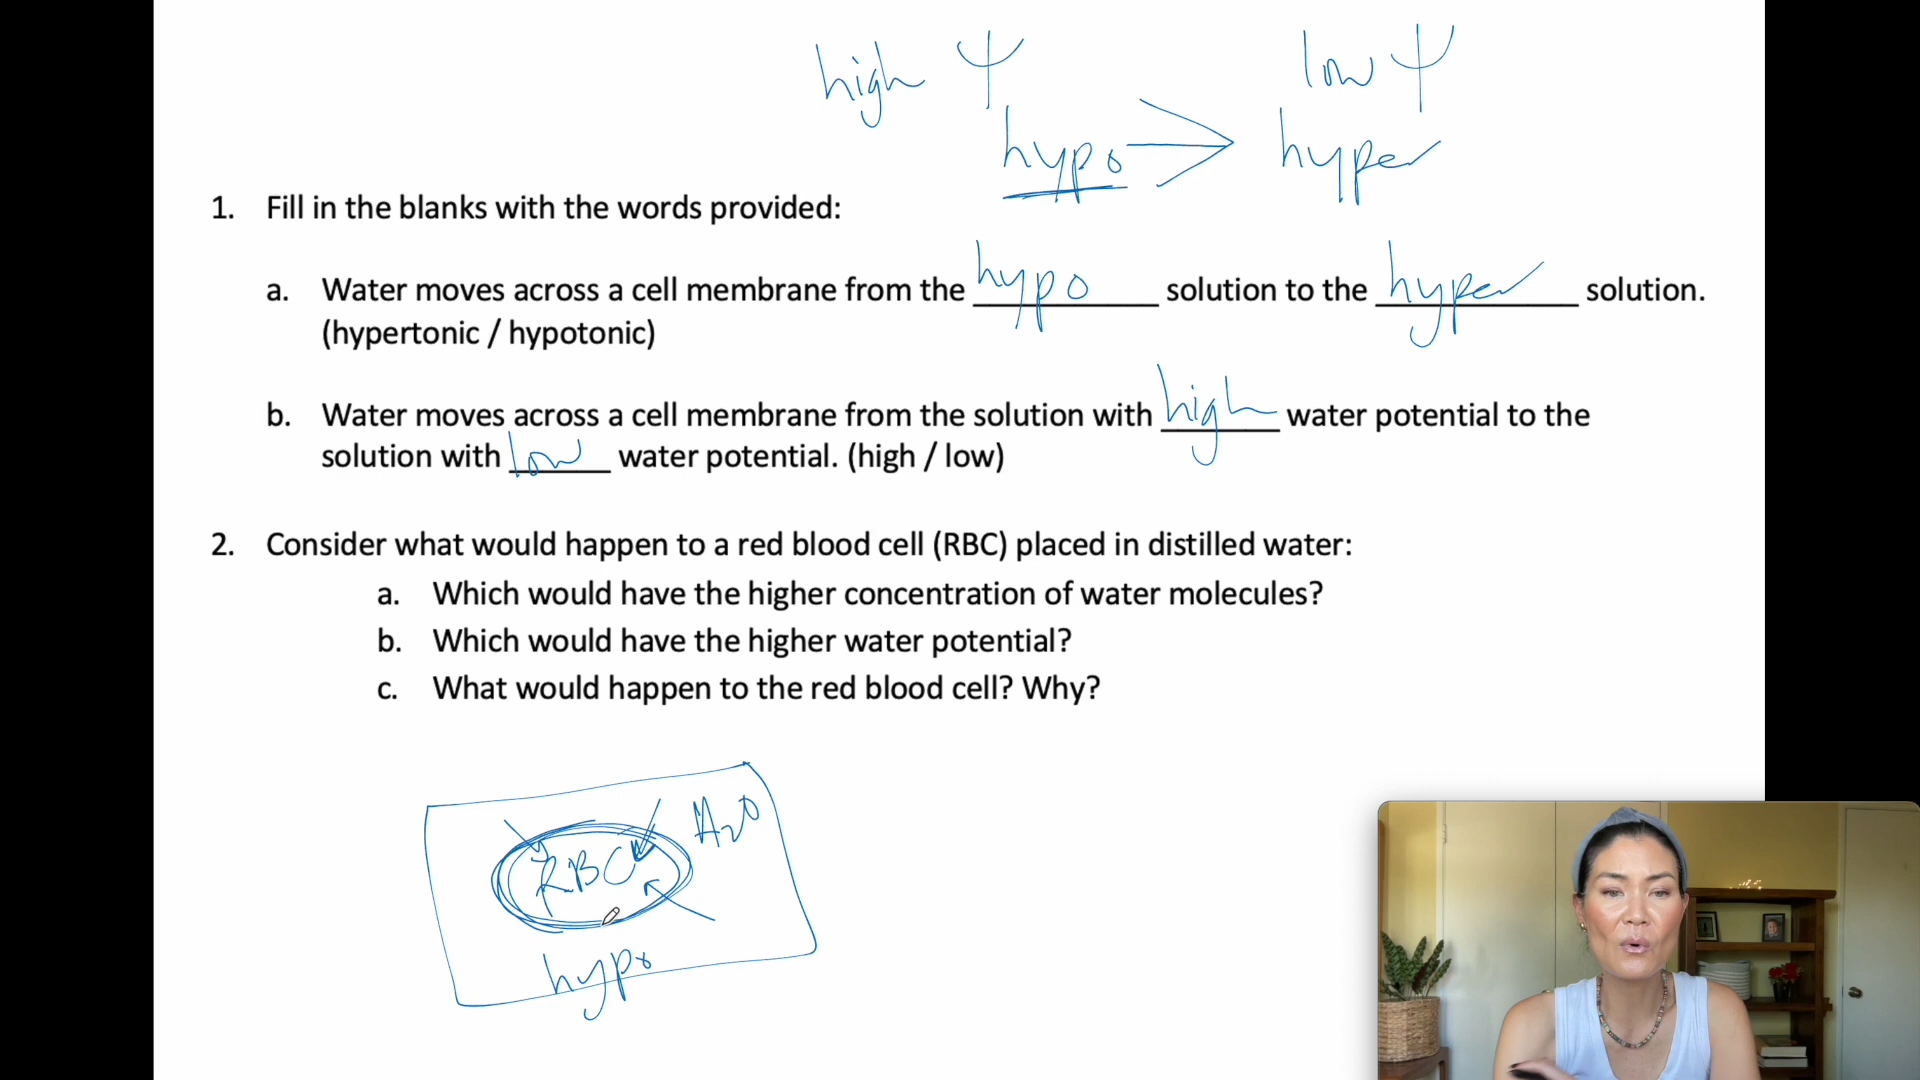 high Ψ low Ψ
hypo hyper
1. Fill in the blanks with the words provided:
a. Water moves across a cell membrane from the hypo solution to the hyper solution.
(hypertonic / hypotonic)
b. Water moves across a cell membrane from the solution with high water potential to the
solution with low water potential. (high / low)
2. Consider what would happen to a red blood cell (RBC) placed in distilled water:
a. Which would have the higher concentration of water molecules?
b. Which would have the higher water potential?
c. What would happen to the red blood cell? Why?
H2O
RBC
hypo